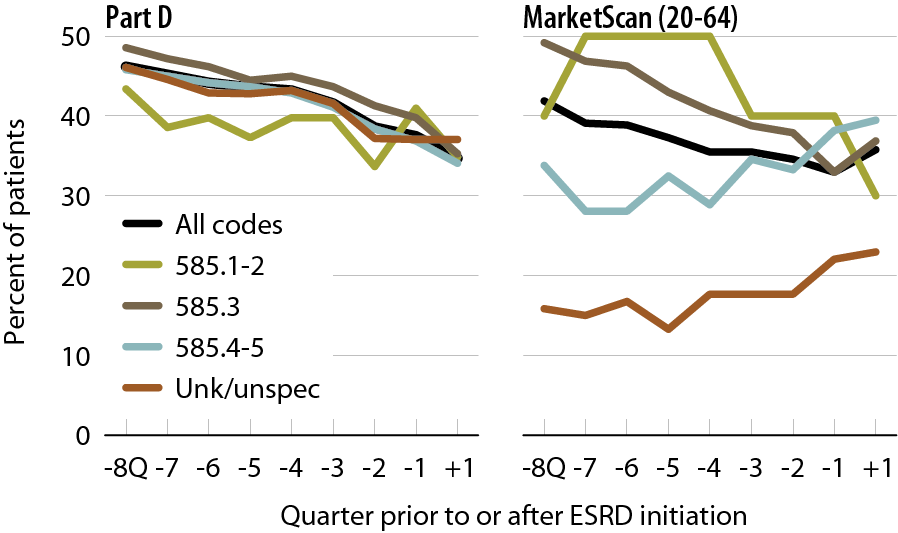 Part D
MarketScan (20-64)
Percent of patients
50
40
30
20
10
0
All codes
585.1-2
585.3
585.4-5
Unk/unspec
-8Q -7 -6 -5 -4 -3 -2 -1 +1
-8Q -7 -6 -5 -4 -3 -2 -1 +1
Quarter prior to or after ESRD initiation